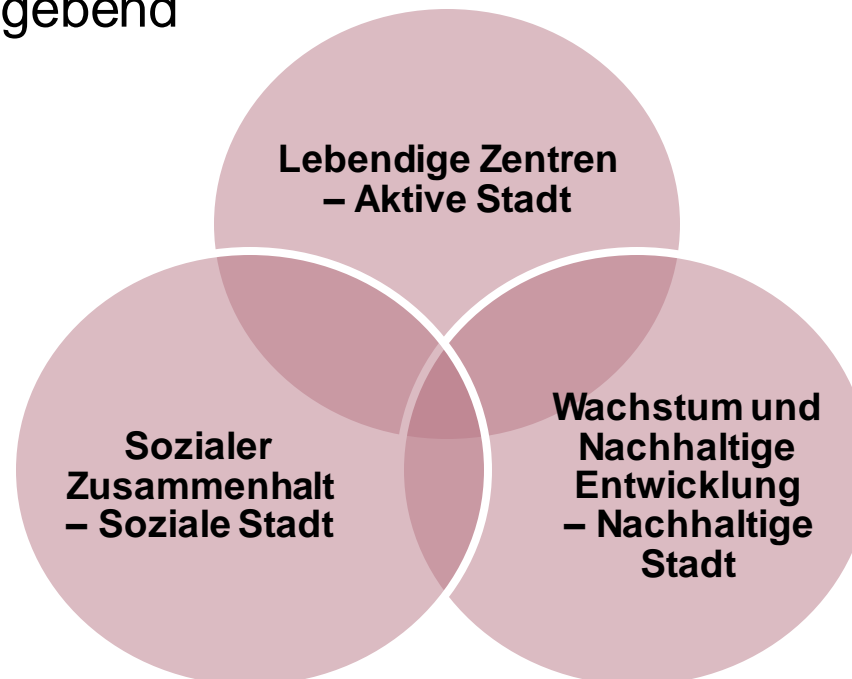 gebend
Lebendige Zentren
– Aktive Stadt
Sozialer
Zusammenhalt
– Soziale Stadt
Wachstum und
Nachhaltige
Entwicklung
– Nachhaltige
Stadt